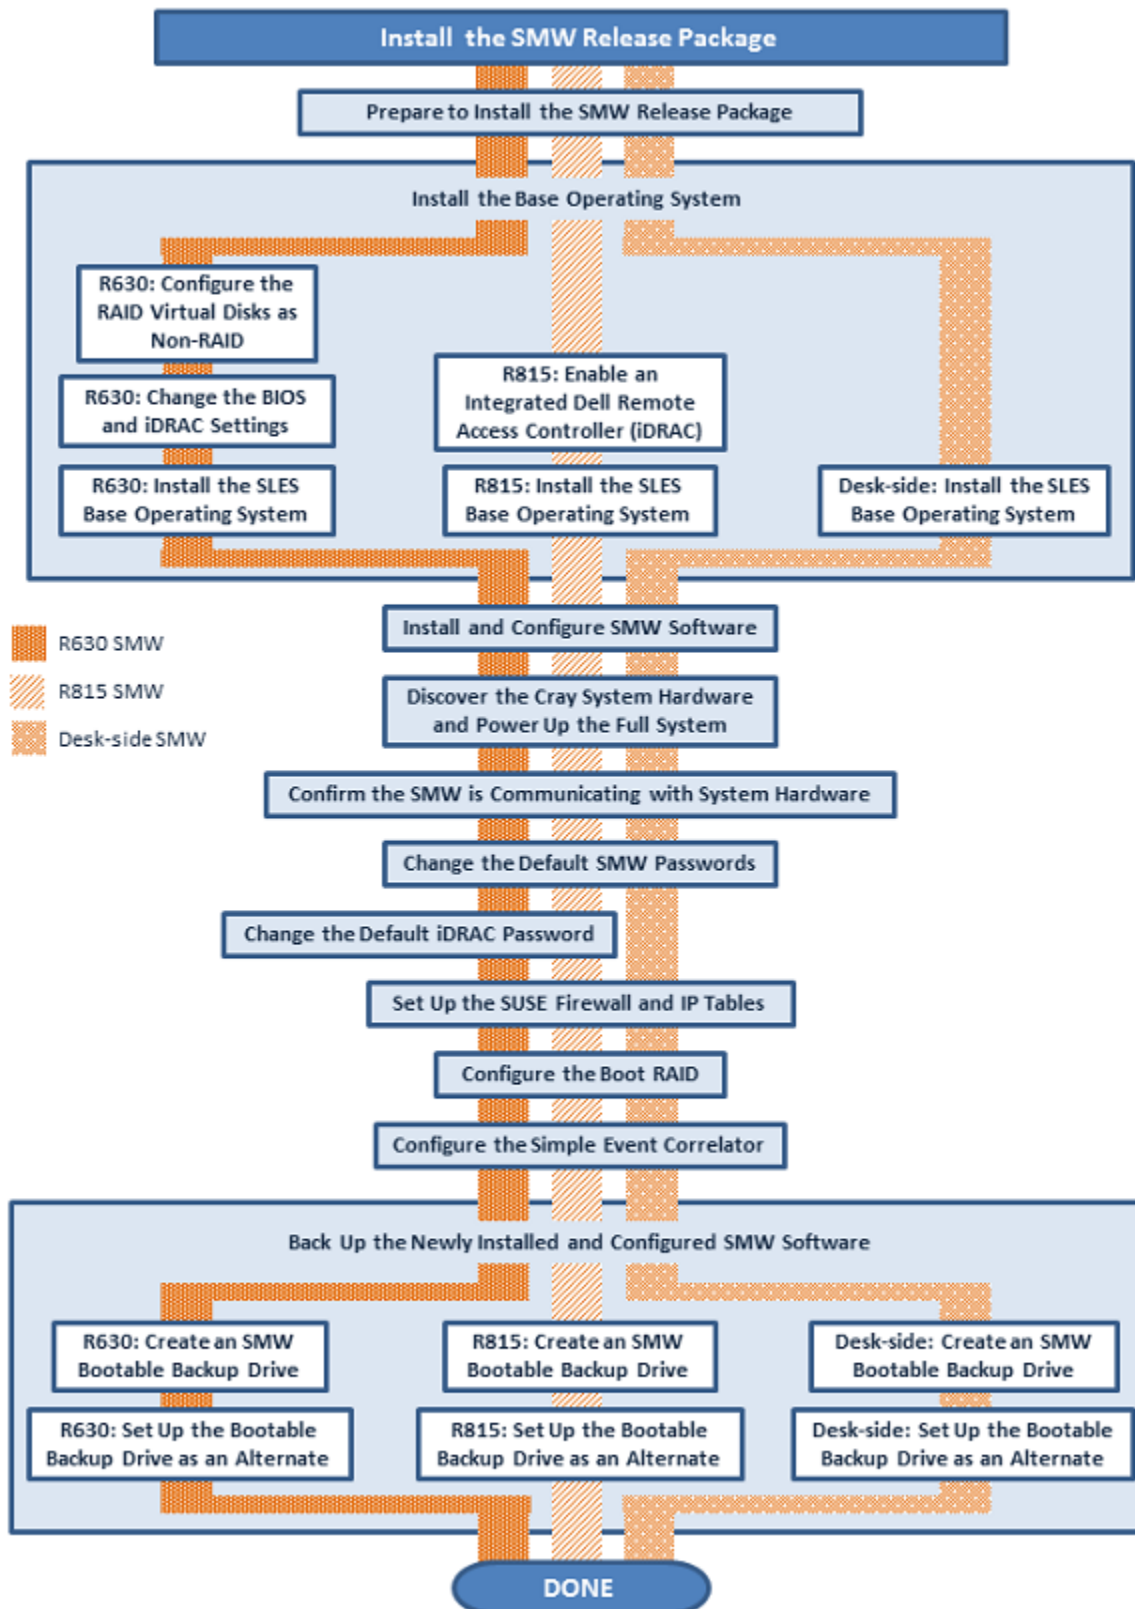 Install the SMW Release Package
Prepare to Install the SMW Release Package
Install the Base Operating System
R630: Configure the
RAID Virtual Disks as
Non-RAID
R630: Change the BIOS
and iDRAC Settings
R630: Install the SLES
Base Operating System
R815: Enable an
Integrated Dell Remote
Access Controller (iDRAC)
R815: Install the SLES
Base Operating System
Desk-side: Install the SLES
Base Operating System
R630 SMW
R815 SMW
Desk-side SMW
Install and Configure SMW Software
Discover the Cray System Hardware
and Power Up the Full System
Confirm the SMW is Communicating with System Hardware
Change the Default SMW Passwords
Change the Default iDRAC Password
Set Up the SUSE Firewall and IP Tables
Configure the Boot RAID
Configure the Simple Event Correlator
Back Up the Newly Installed and Configured SMW Software
R630: Create an SMW
Bootable Backup Drive
R630: Set Up the Bootable
Backup Drive as an Alternate
R815: Create an SMW
Bootable Backup Drive
R815: Set Up the Bootable
Backup Drive as an Alternate
Desk-side: Create an SMW
Bootable Backup Drive
Desk-side: Set Up the Bootable
Backup Drive as an Alternate
DONE